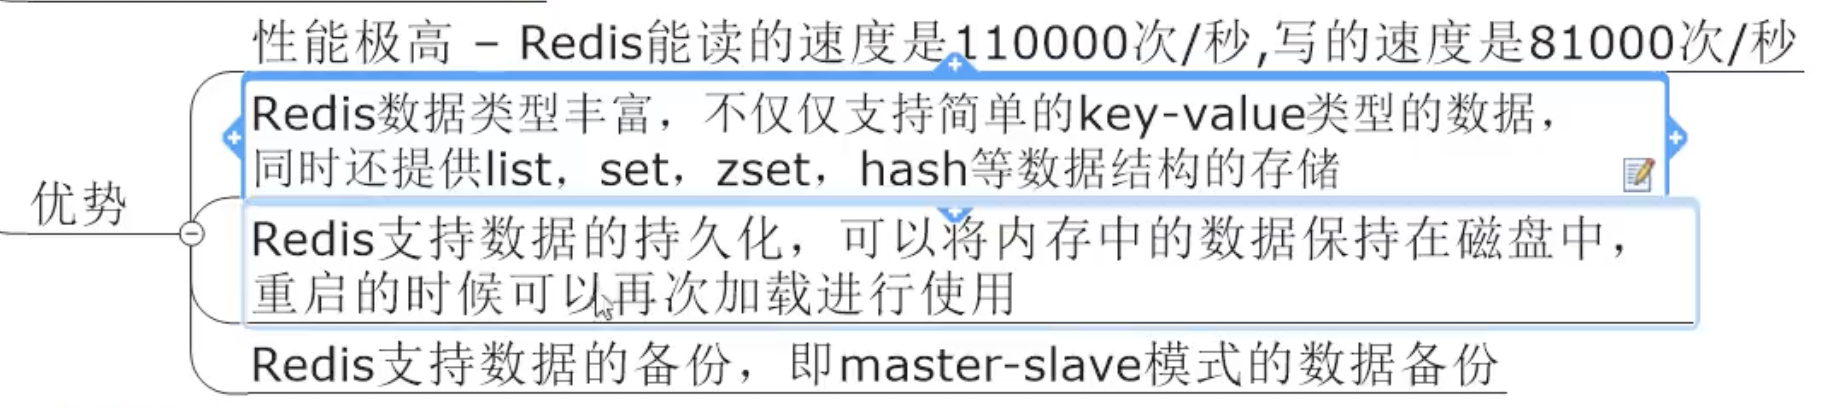 优势
性能极高 – Redis能读的速度是110000次/秒,写的速度是81000次/秒
Redis数据类型丰富，不仅仅支持简单的key-value类型的数据，
同时还提供list，set，zset，hash等数据结构的存储
Redis支持数据的持久化，可以将内存中的数据保持在磁盘中，
重启的时候可以再次加载进行使用
Redis支持数据的备份，即master-slave模式的数据备份